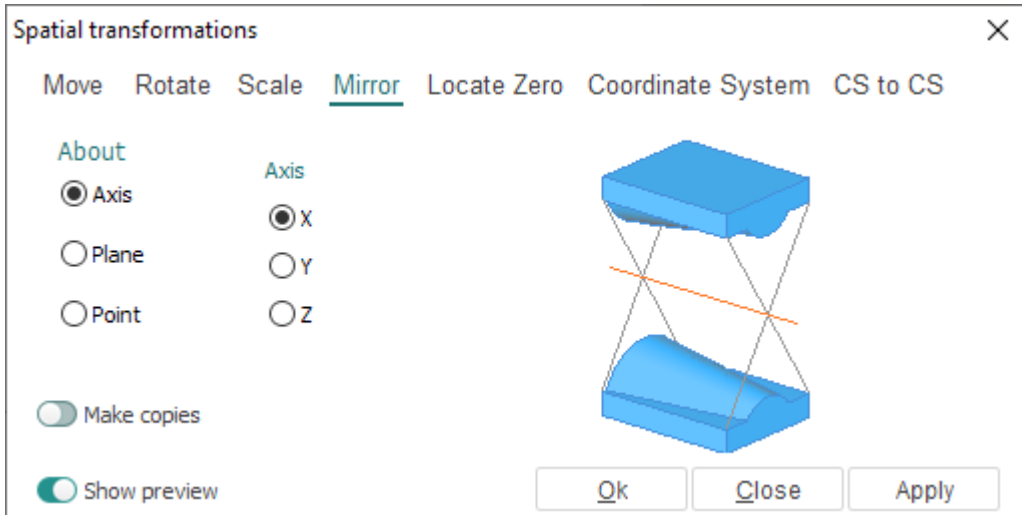 Spatial transformations
Move Rotate Scale Mirror Locate Zero Coordinate System CS to CS
About
Axis
Axis
X
Plane
Y
Point
Z
Make copies
Show preview
Ok Close Apply